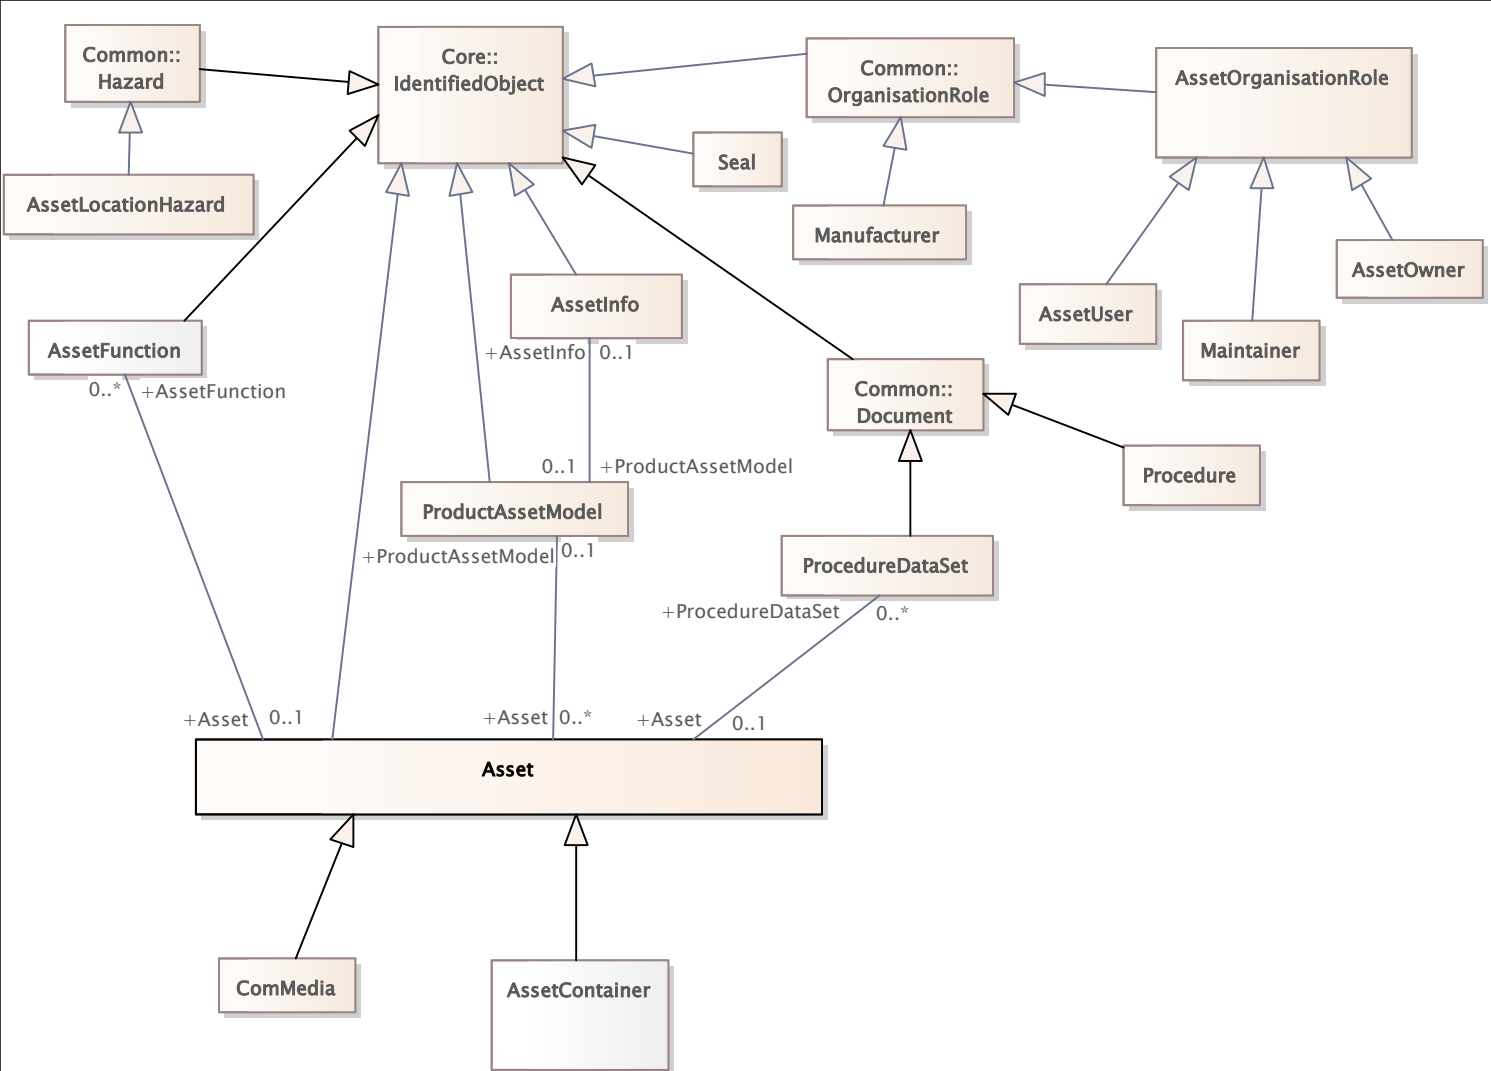 Common::
Hazard
Core::
IdentifiedObject
Common::
OrganisationRole
AssetOrganisationRole
Seal
AssetLocationHazard
Manufacturer
AssetOwner
AssetInfo
AssetUser
AssetFunction
Maintainer
+AssetInfo 0..1
0..* +AssetFunction
Common::
Document
0..1 +ProductAssetModel
Procedure
ProductAssetModel
+ProductAssetModel 0..1
ProcedureDataSet
+ProcedureDataSet 0..*
+Asset 0..1
+Asset 0..*
+Asset 0..1
Asset
ComMedia
AssetContainer